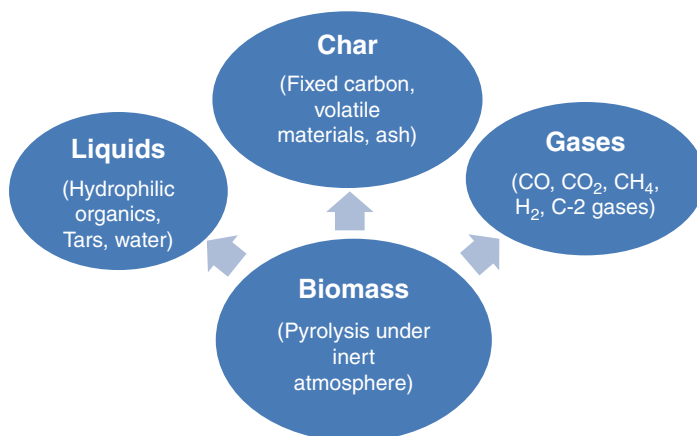 Char
(Fixed carbon,
volatile
materials, ash)
Liquids
(Hydrophilic
organics,
Tars, water)
Gases
(CO, CO₂, CH₄,
H₂, C-2 gases)
Biomass
(Pyrolysis under
inert
atmosphere)